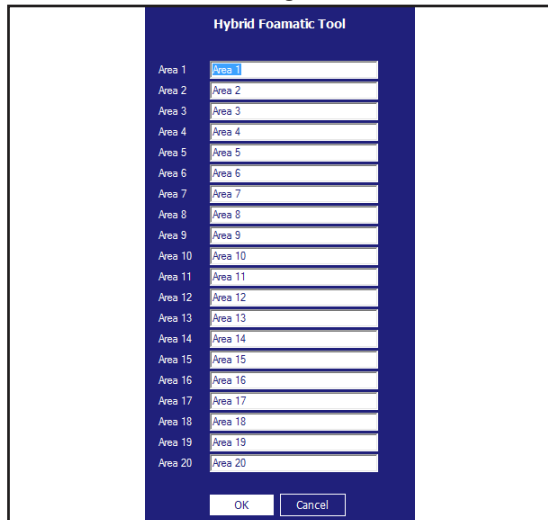 Hybrid Foamatic Tool
Area 1 Area 1
Area 2 Area 2
Area 3 Area 3
Area 4 Area 4
Area 5 Area 5
Area 6 Area 6
Area 7 Area 7
Area 8 Area 8
Area 9 Area 9
Area 10 Area 10
Area 11 Area 11
Area 12 Area 12
Area 13 Area 13
Area 14 Area 14
Area 15 Area 15
Area 16 Area 16
Area 17 Area 17
Area 18 Area 18
Area 19 Area 19
Area 20 Area 20
OK Cancel